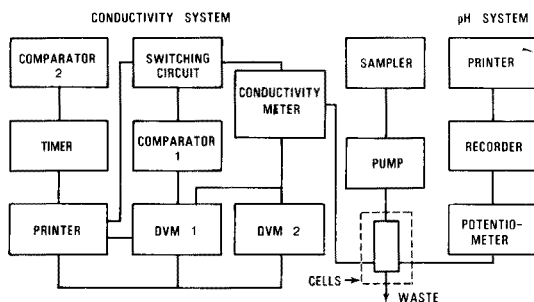 CONDUCTIVITY SYSTEM
pH SYSTEM
COMPARATOR
2
SWITCHING
CIRCUIT
CONDUCTIVITY
METER
SAMPLER
PRINTER
TIMER
COMPARATOR
1
PUMP
RECORDER
PRINTER
DVM 1
DVM 2
POTENTIO-
METER
CELLS
WASTE